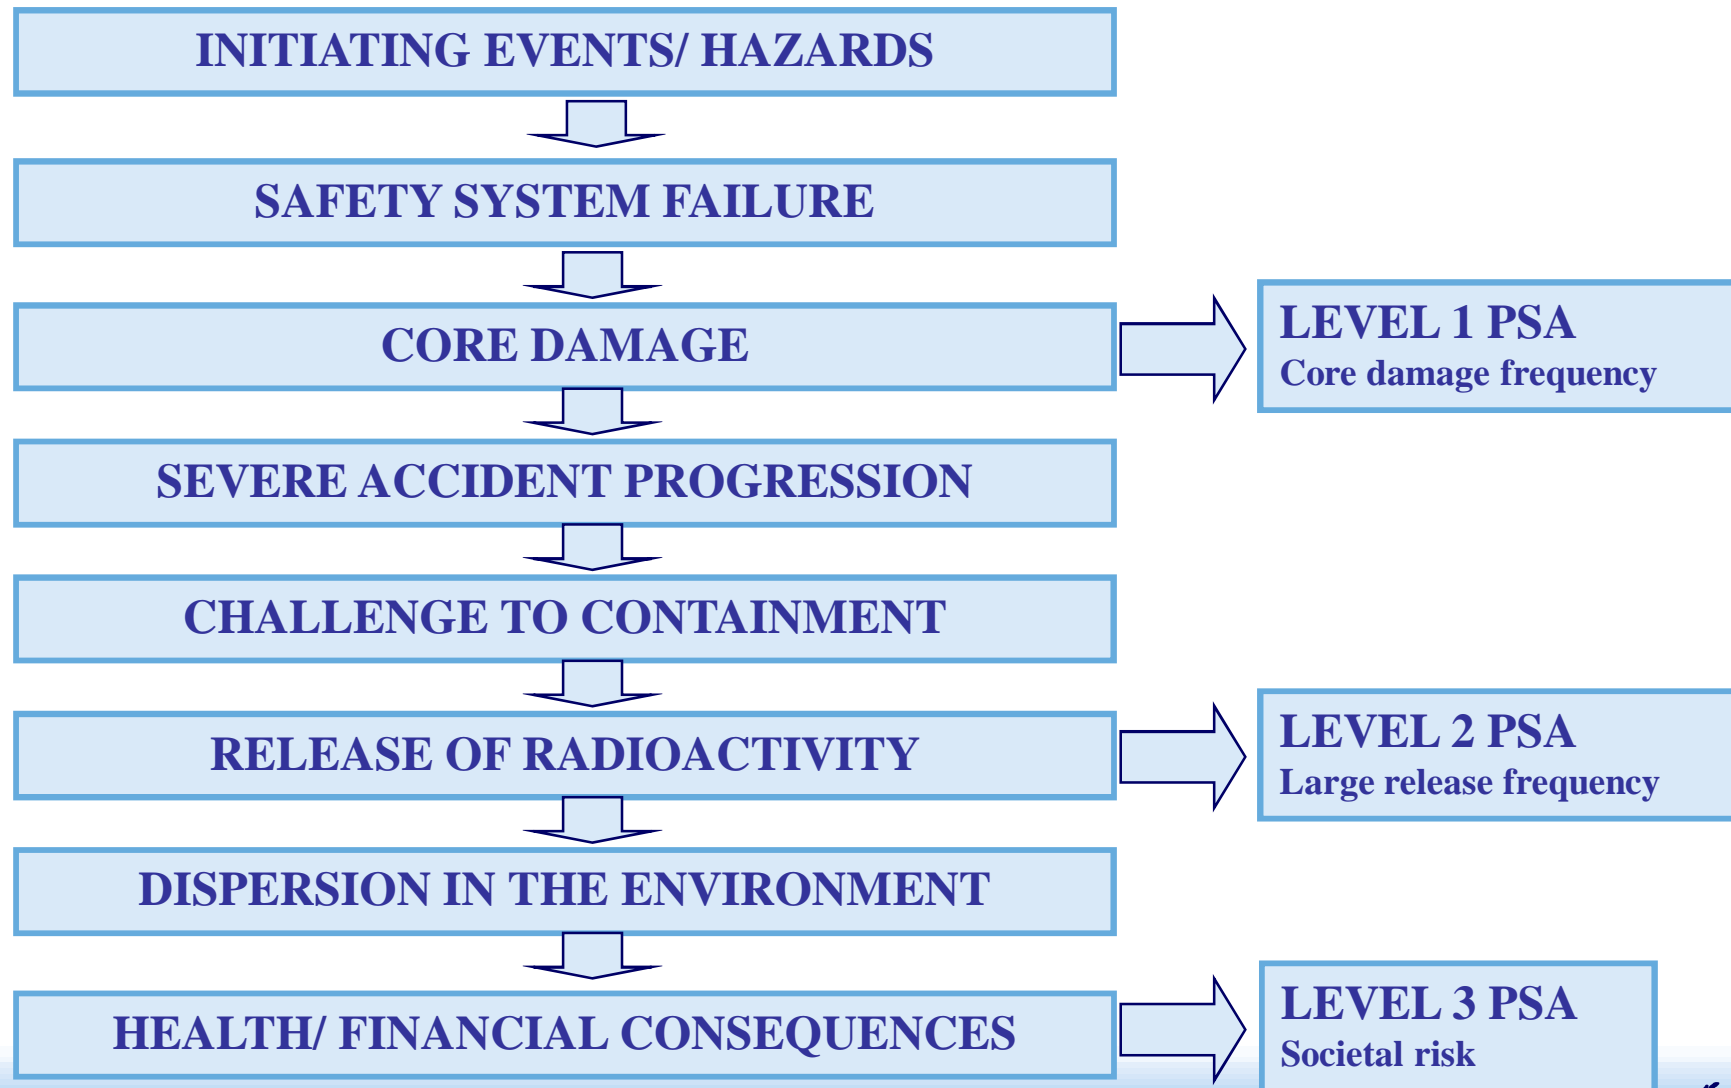 INITIATING EVENTS/ HAZARDS
SAFETY SYSTEM FAILURE
CORE DAMAGE
LEVEL 1 PSA
Core damage frequency
SEVERE ACCIDENT PROGRESSION
CHALLENGE TO CONTAINMENT
RELEASE OF RADIOACTIVITY
LEVEL 2 PSA
Large release frequency
DISPERSION IN THE ENVIRONMENT
HEALTH/ FINANCIAL CONSEQUENCES
LEVEL 3 PSA
Societal risk